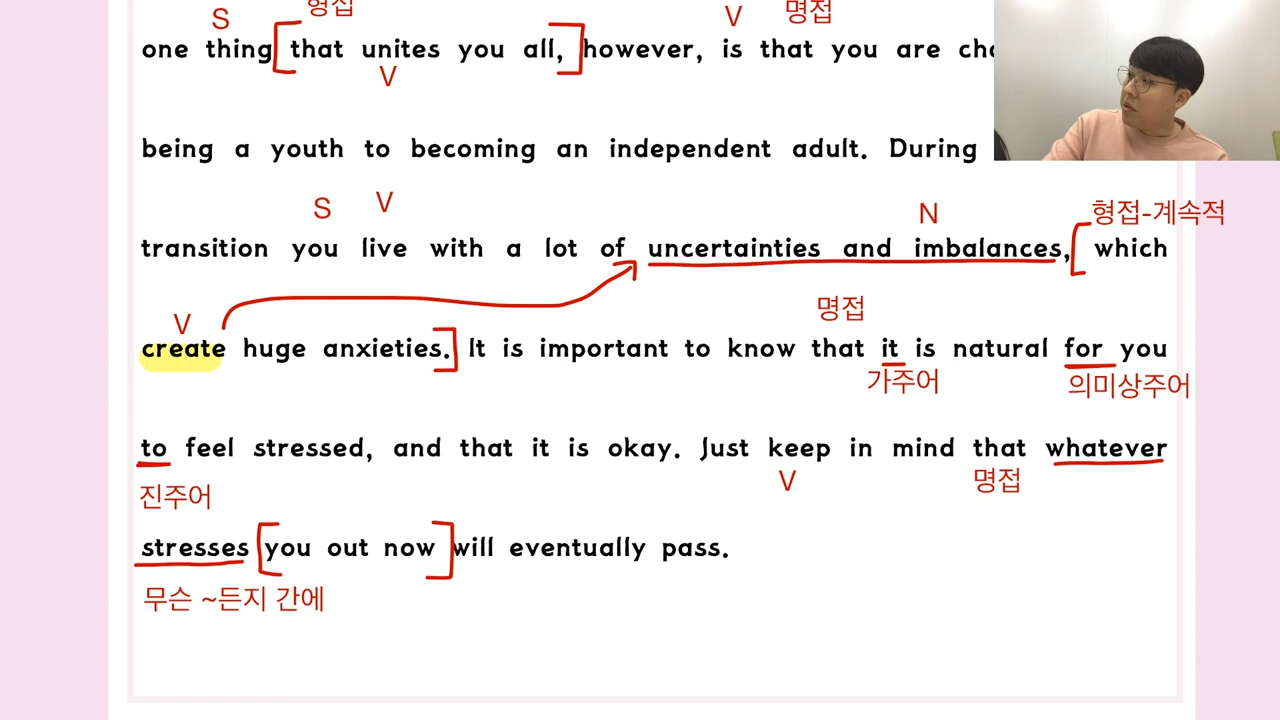 S 형접 V 명접
one thing that unites you all, however, is that you are
V
being a youth to becoming an independent adult. During
S V N 형접-계속적
transition you live with a lot of uncertainties and imbalances, which
V 명접
create huge anxieties. It is important to know that it is natural for you
가주어 의미상주어
to feel stressed, and that it is okay. Just keep in mind that whatever
진주어 V 명접
stresses you out now will eventually pass.
무슨 ~든지 간에